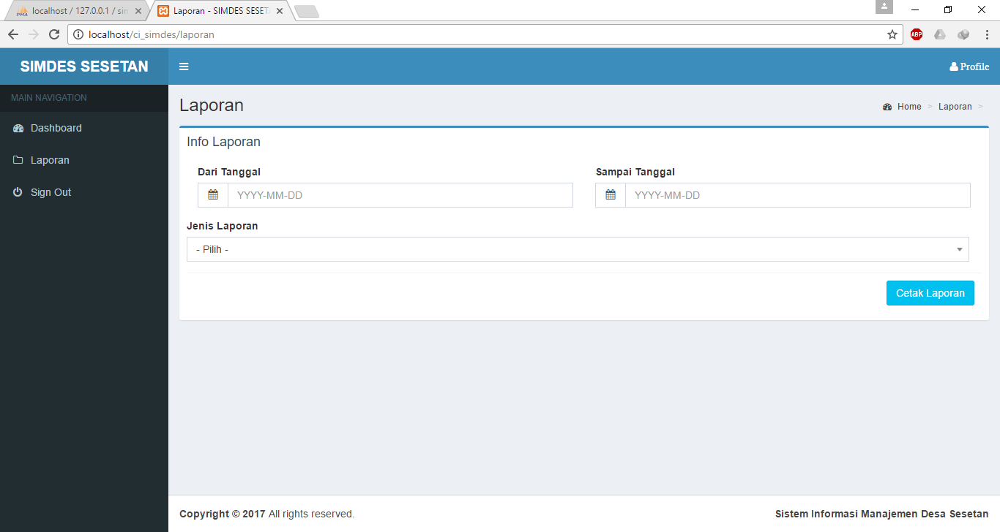 localhost / 127.0.0.1 / sim
Laporan - SIMDES SESETA
localhost/ci_simdes/laporan
ABP
SIMDES SESETAN
Profile
MAIN NAVIGATION
Dashboard
Laporan
Sign Out
Laporan
Home > Laporan >
Info Laporan
Dari Tanggal
Sampai Tanggal
YYYY-MM-DD
YYYY-MM-DD
Jenis Laporan
- Pilih -
Cetak Laporan
Copyright © 2017 All rights reserved.
Sistem Informasi Manajemen Desa Sesetan